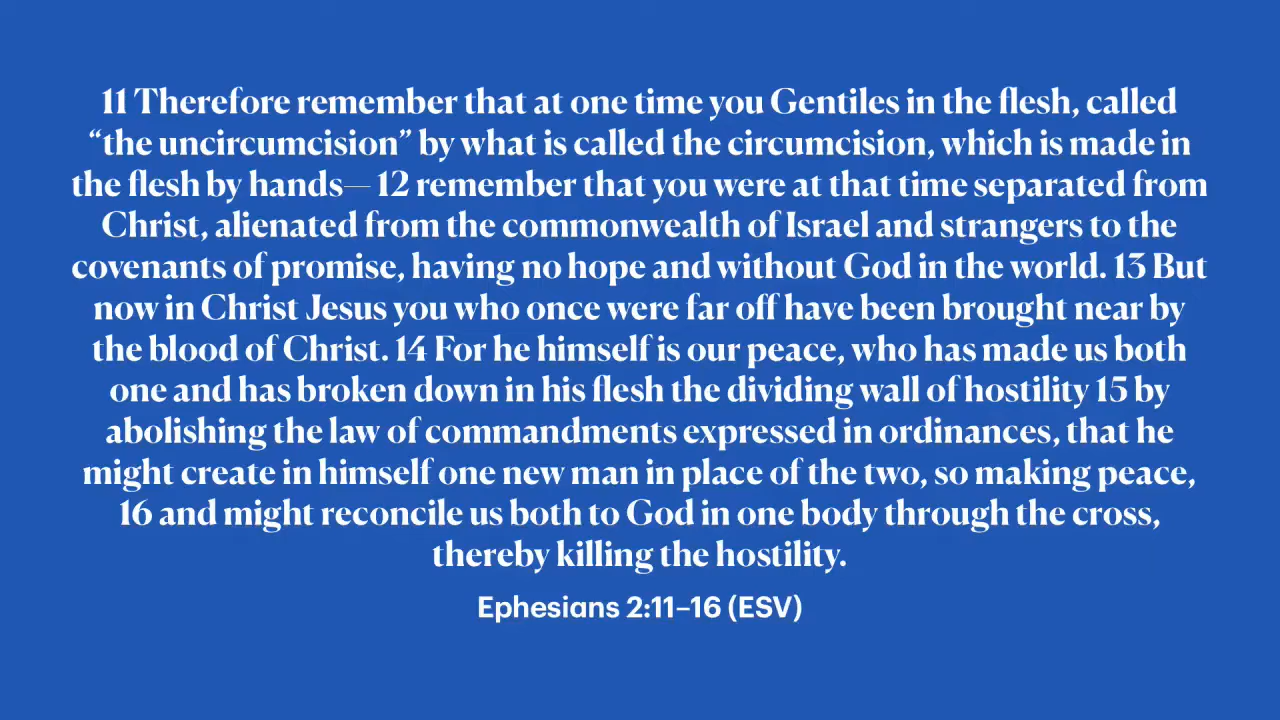 11 Therefore remember that at one time you Gentiles in the flesh, called
“the uncircumcision” by what is called the circumcision, which is made in
the flesh by hands— 12 remember that you were at that time separated from
Christ, alienated from the commonwealth of Israel and strangers to the
covenants of promise, having no hope and without God in the world. 13 But
now in Christ Jesus you who once were far off have been brought near by
the blood of Christ. 14 For he himself is our peace, who has made us both
one and has broken down in his flesh the dividing wall of hostility 15 by
abolishing the law of commandments expressed in ordinances, that he
might create in himself one new man in place of the two, so making peace,
16 and might reconcile us both to God in one body through the cross,
thereby killing the hostility.
Ephesians 2:11–16 (ESV)